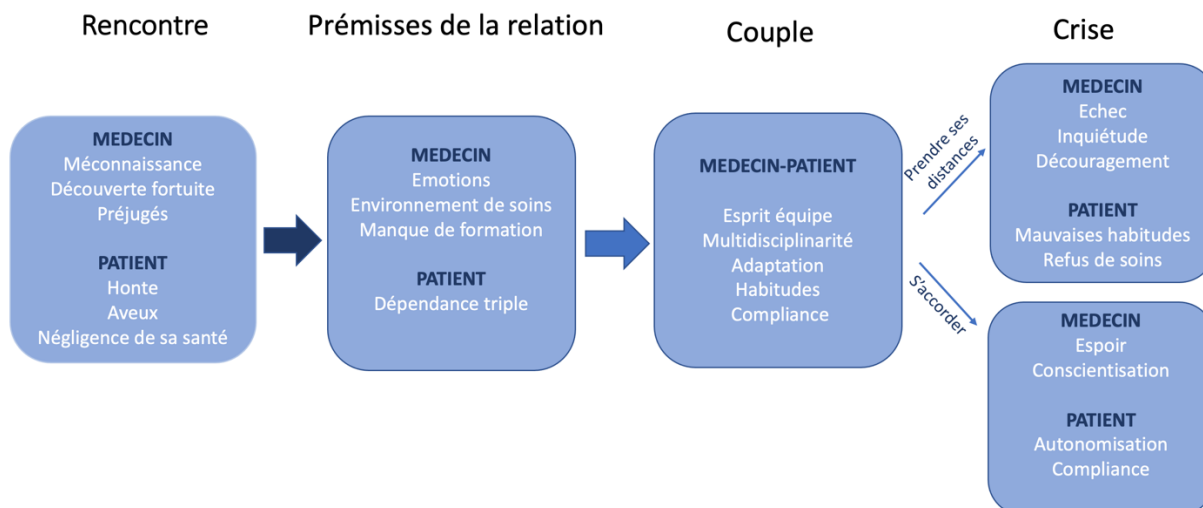 Rencontre
Prémisses de la relation
Couple
Crise
MEDECIN
Méconnaissance
Découverte fortuite
Préjugés
PATIENT
Honte
Aveux
Négligence de sa santé
MEDECIN
Emotions
Environnement de soins
Manque de formation
PATIENT
Dépendance triple
MEDECIN-PATIENT
Esprit équipe
Multidisciplinarité
Adaptation
Habitudes
Compliance
Prendre ses
distances
S'accorder
MEDECIN
Echec
Inquiétude
Découragement
PATIENT
Mauvaises habitudes
Refus de soins
MEDECIN
Espoir
Conscientisation
PATIENT
Autonomisation
Compliance